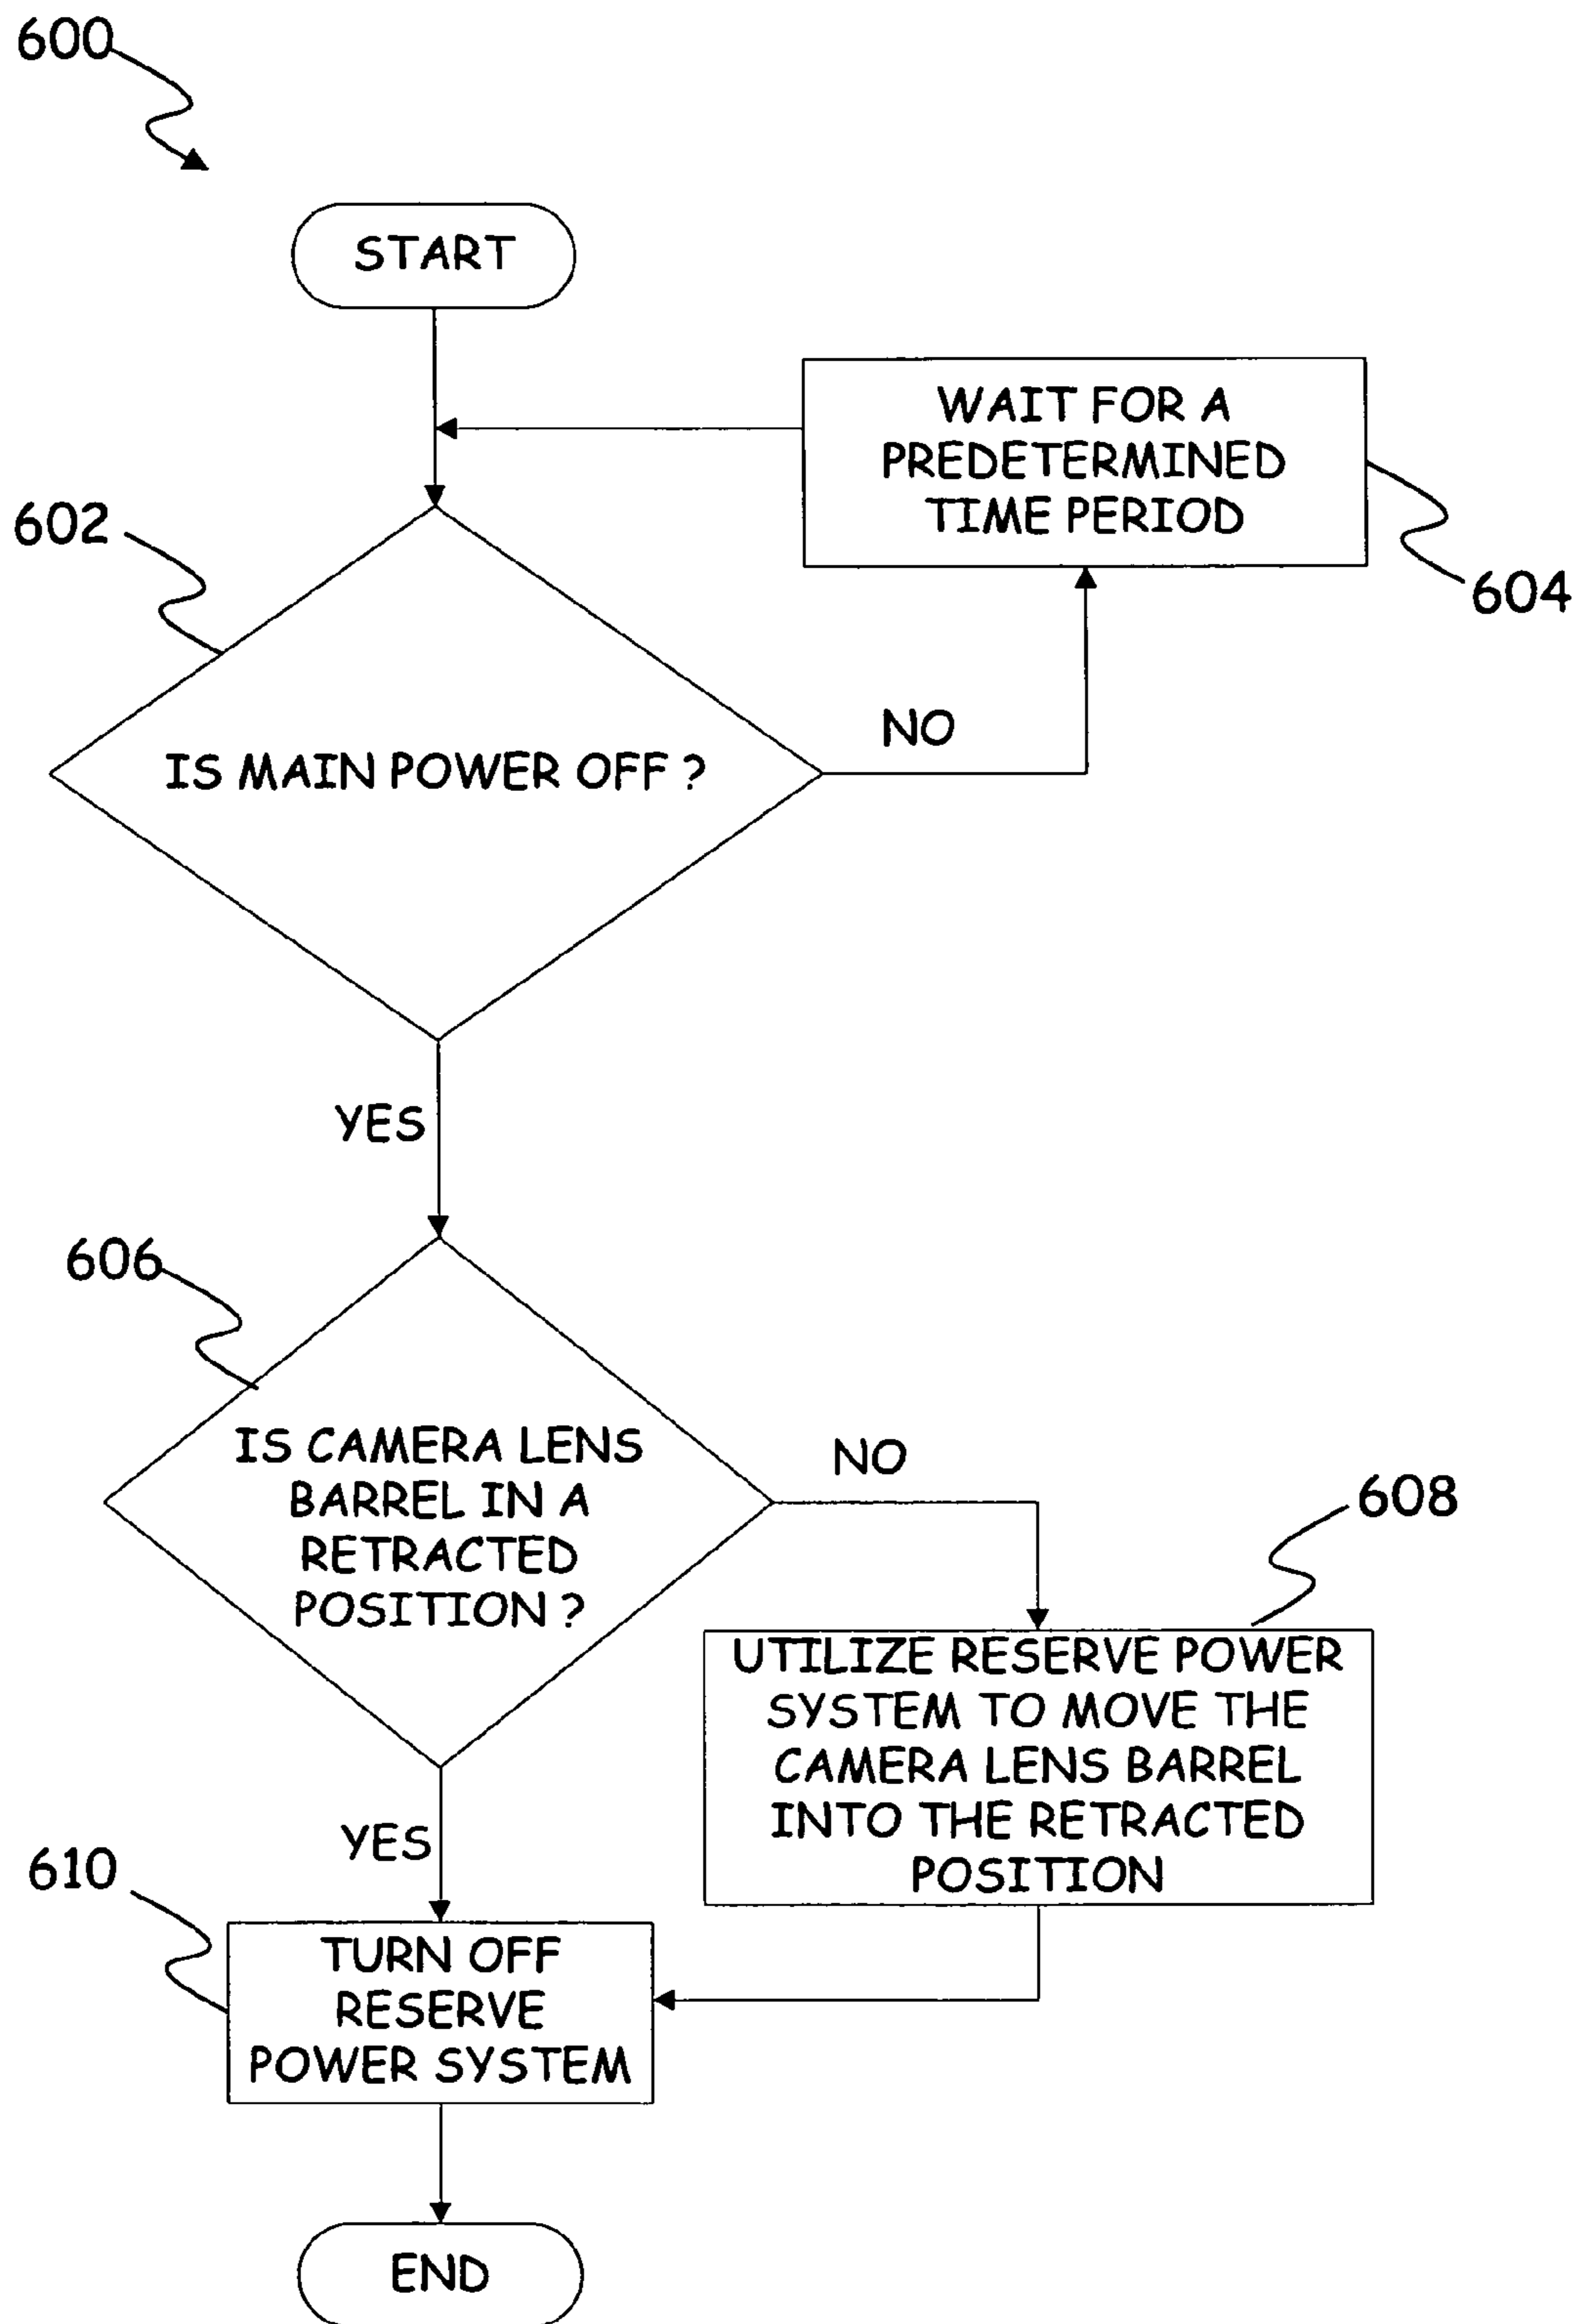 600
START
WAIT FOR A
PREDETERMINED
TIME PERIOD
604
602
IS MAIN POWER OFF ?
NO
YES
606
IS CAMERA LENS
BARREL IN A
RETRACTED
POSITION ?
NO
608
UTILIZE RESERVE POWER
SYSTEM TO MOVE THE
CAMERA LENS BARREL
INTO THE RETRACTED
POSITION
YES
610
TURN OFF
RESERVE
POWER SYSTEM
END